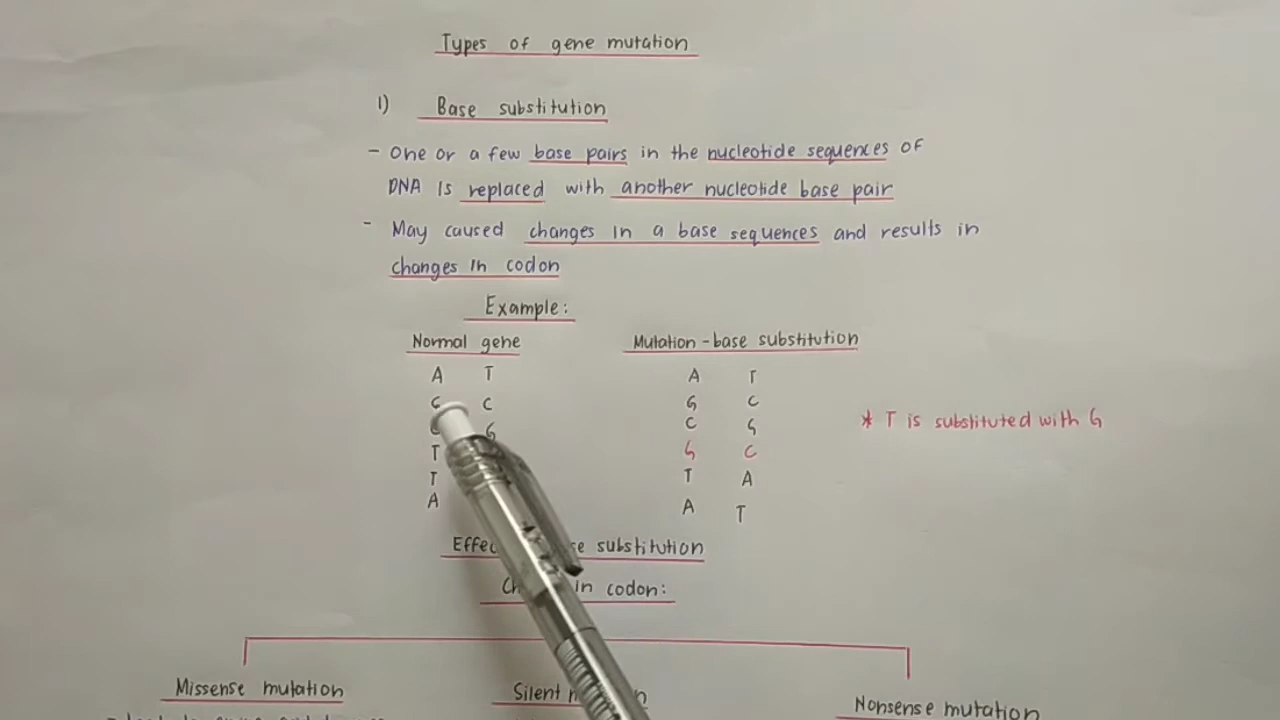 Types of gene mutation
1) Base substitution
- One or a few base pairs in the nucleotide sequences of
DNA is replaced with another nucleotide base pair
- May caused changes in a base sequences and results in
changes in codon
Example:
Normal gene Mutation - base substitution
A T A T
C G C
G C G * T is substituted with G
T G C
T T A
A A T
substitution
in codon:
Missense mutation Silent Nonsense mutation